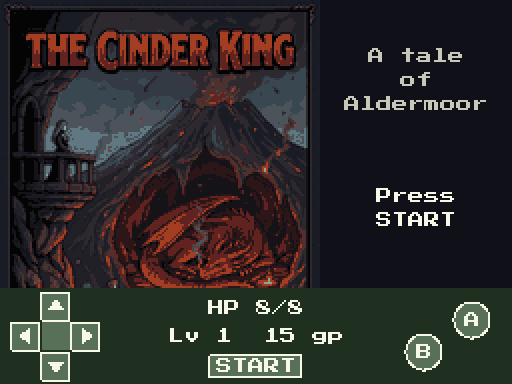 THE CINDER KING
A tale
of
Aldermoor
Press
START
HP 8/8
Lv 1 15 gp
START
A
B